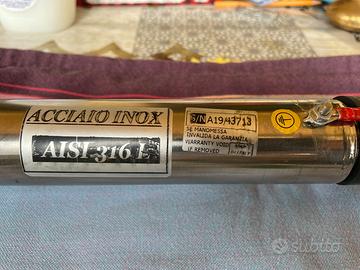 ACCIAIO INOX
AISI 316 L
S/N A19/43713
SE MANOMESSA
INVALIDA LA GARANZIA
WARRANTY VOID
IF REMOVED
subito